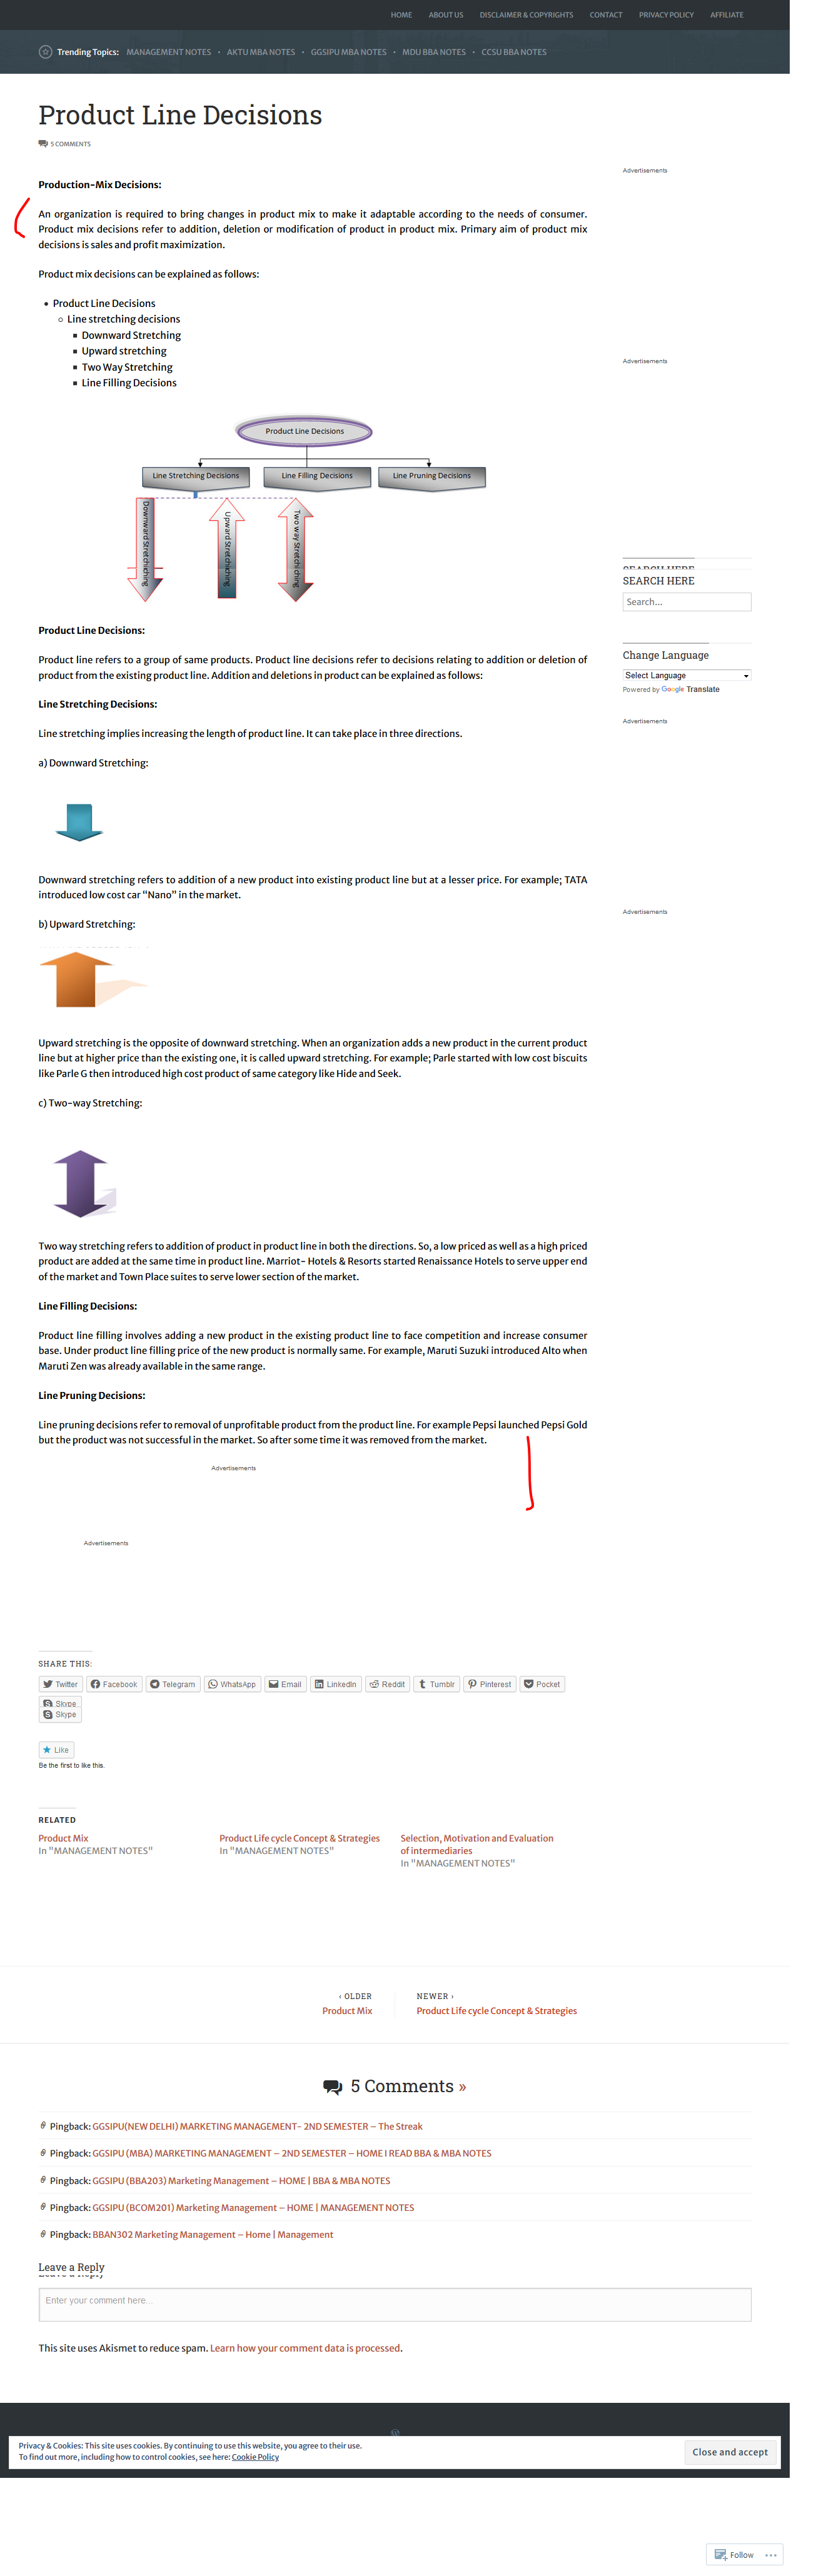 HOME ABOUT US DISCLAIMER & COPYRIGHTS CONTACT PRIVACY POLICY AFFILIATE
Trending Topics: MANAGEMENT NOTES • AKTU MBA NOTES • GGSIPU MBA NOTES • MDU BBA NOTES • CCSU BBA NOTES
Product Line Decisions
5 COMMENTS
Production-Mix Decisions:
An organization is required to bring changes in product mix to make it adaptable according to the needs of consumer.
Product mix decisions refer to addition, deletion or modification of product in product mix. Primary aim of product mix
decisions is sales and profit maximization.
Product mix decisions can be explained as follows:
Product Line Decisions
Line stretching decisions
Downward Stretching
Upward stretching
Two Way Stretching
Line Filling Decisions
Product Line Decisions
Line Stretching Decisions
Line Filling Decisions
Line Pruning Decisions
Downward Stretchiching
Upward Stretchiching
Two way Stretchiching
Product Line Decisions:
Product line refers to a group of same products. Product line decisions refer to decisions relating to addition or deletion of
product from the existing product line. Addition and deletions in product can be explained as follows:
Line Stretching Decisions:
Line stretching implies increasing the length of product line. It can take place in three directions.
a) Downward Stretching:
Downward stretching refers to addition of a new product into existing product line but at a lesser price. For example; TATA
introduced low cost car “Nano” in the market.
b) Upward Stretching:
Upward stretching is the opposite of downward stretching. When an organization adds a new product in the current product
line but at higher price than the existing one, it is called upward stretching. For example; Parle started with low cost biscuits
like Parle G then introduced high cost product of same category like Hide and Seek.
c) Two-way Stretching:
Two way stretching refers to addition of product in product line in both the directions. So, a low priced as well as a high priced
product are added at the same time in product line. Marriot- Hotels & Resorts started Renaissance Hotels to serve upper end
of the market and Town Place suites to serve lower section of the market.
Line Filling Decisions:
Product line filling involves adding a new product in the existing product line to face competition and increase consumer
base. Under product line filling price of the new product is normally same. For example, Maruti Suzuki introduced Alto when
Maruti Zen was already available in the same range.
Line Pruning Decisions:
Line pruning decisions refer to removal of unprofitable product from the product line. For example Pepsi launched Pepsi Gold
but the product was not successful in the market. So after some time it was removed from the market.
Advertisements
Advertisements
Advertisements
Advertisements
SEARCH HERE
SEARCH HERE
Search…
Change Language
Select Language
Powered by Google Translate
Advertisements
Advertisements
SHARE THIS:
Twitter Facebook Telegram WhatsApp Email LinkedIn Reddit Tumblr Pinterest Pocket
Skype
Skype
Like
Be the first to like this.
RELATED
Product Mix
In "MANAGEMENT NOTES"
Product Life cycle Concept & Strategies
In "MANAGEMENT NOTES"
Selection, Motivation and Evaluation
of intermediaries
In "MANAGEMENT NOTES"
‹ OLDER
Product Mix
NEWER ›
Product Life cycle Concept & Strategies
5 Comments »
Pingback: GGSIPU(NEW DELHI) MARKETING MANAGEMENT- 2ND SEMESTER – The Streak
Pingback: GGSIPU (MBA) MARKETING MANAGEMENT – 2ND SEMESTER – HOME I READ BBA & MBA NOTES
Pingback: GGSIPU (BBA203) Marketing Management – HOME | BBA & MBA NOTES
Pingback: GGSIPU (BCOM201) Marketing Management – HOME | MANAGEMENT NOTES
Pingback: BBAN302 Marketing Management – Home | Management
Leave a Reply
Leave a Reply
Enter your comment here...
This site uses Akismet to reduce spam. Learn how your comment data is processed.
Privacy & Cookies: This site uses cookies. By continuing to use this website, you agree to their use.
To find out more, including how to control cookies, see here: Cookie Policy
Close and accept
Follow